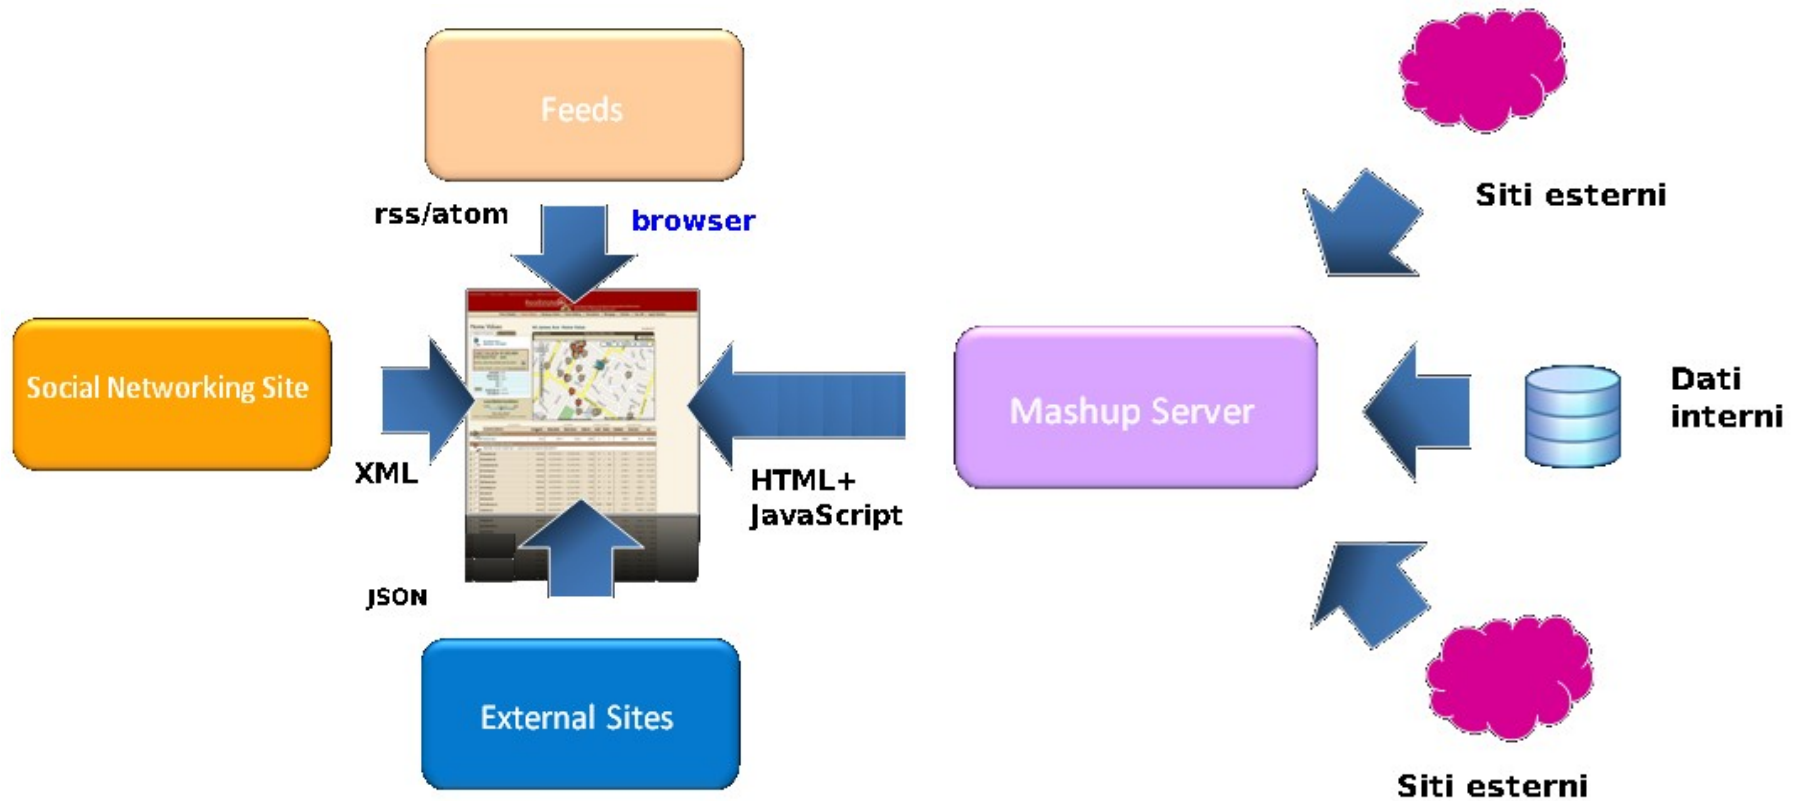 Feeds
Siti esterni
rss/atom
browser
Social Networking Site
Mashup Server
Dati
interni
XML
HTML+
JavaScript
JSON
External Sites
Siti esterni